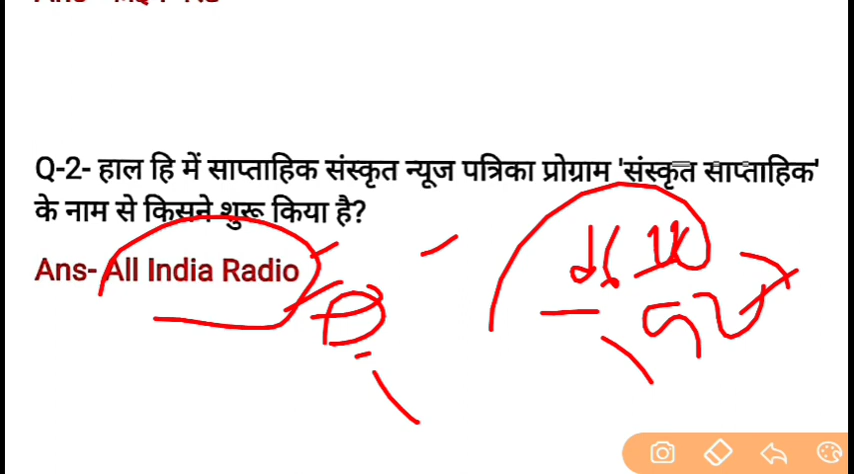 Q-2- हाल हि में साप्ताहिक संस्कृत न्यूज पत्रिका प्रोग्राम 'संस्कृत साप्ताहिक'
के नाम से किसने शुरू किया है?
Ans- All India Radio